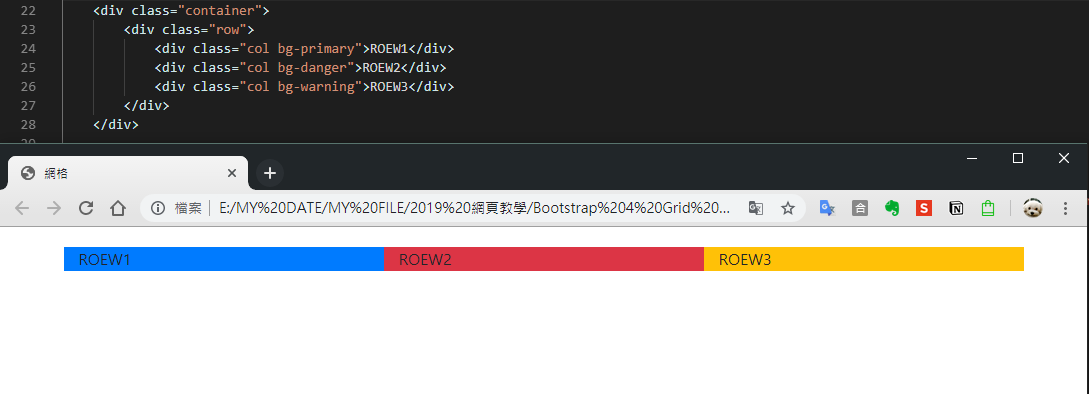 22 <div class="container">
23 <div class="row">
24 <div class="col bg-primary">ROEW1</div>
25 <div class="col bg-danger">ROEW2</div>
26 <div class="col bg-warning">ROEW3</div>
27 </div>
28 </div>
網格
檔案 E:/MY%20DATE/MY%20FILE/2019%20網頁教學/Bootstrap%204%20Grid%20...
合 S N
ROEW1 ROEW2 ROEW3